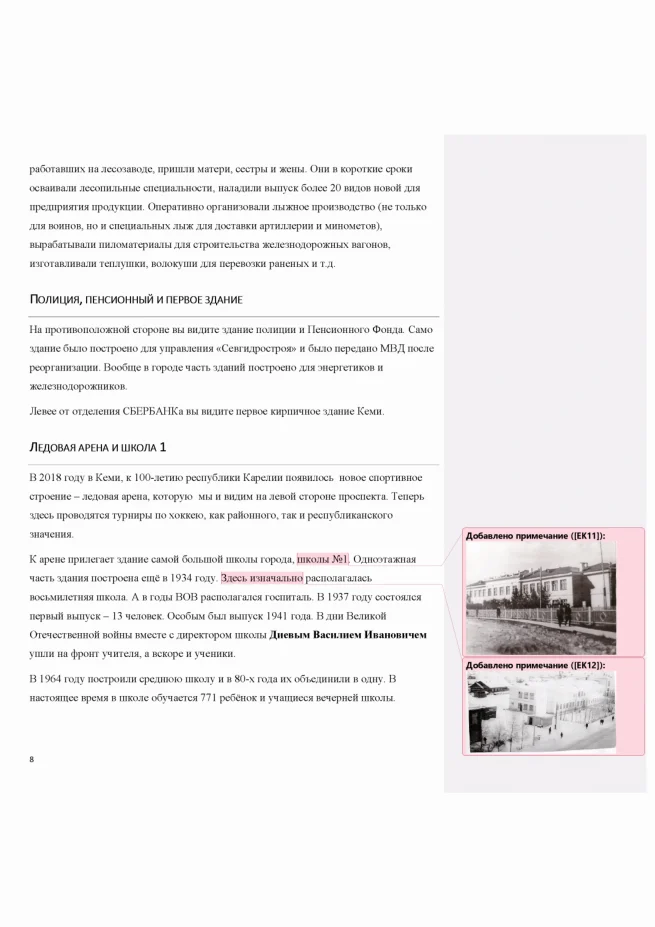 работавших на лесозаводе, пришли матери, сестры и жены. Они в короткие сроки
осваивали лесопильные специальности, наладили выпуск более 20 видов новой для
предприятия продукции. Оперативно организовали лыжное производство (не только
для воинов, но и специальных лыж для доставки артиллерии и минометов),
вырабатывали пиломатериалы для строительства железнодорожных вагонов,
изготавливали теплушки, волокуши для перевозки раненых и т.д.
Полиция, пенсионный и первое здание
На противоположной стороне вы видите здание полиции и Пенсионного Фонда. Само
здание было построено для управления «Севгидростроя» и было передано МВД после
реорганизации. Вообще в городе часть зданий построено для энергетиков и
железнодорожников.
Левее от отделения СБЕРБАНКа вы видите первое кирпичное здание Кеми.
Ледовая арена и школа 1
В 2018 году в Кеми, к 100-летию республики Карелии появилось новое спортивное
строение – ледовая арена, которую мы и видим на левой стороне проспекта. Теперь
здесь проводятся турниры по хоккею, как районного, так и республиканского
значения.
К арене прилегает здание самой большой школы города, школы №1. Одноэтажная
часть здания построена ещё в 1934 году. Здесь изначально располагалась
восьмилетняя школа. А в годы ВОВ располагался госпиталь. В 1937 году состоялся
первый выпуск – 13 человек. Особым был выпуск 1941 года. В дни Великой
Отечественной войны вместе с директором школы Дневым Василием Ивановичем
ушли на фронт учителя, а вскоре и ученики.
В 1964 году построили среднюю школу и в 80-х года их объединили в одну. В
настоящее время в школе обучается 771 ребёнок и учащиеся вечерней школы.
8
Добавлено примечание ([ЕК11]):
Добавлено примечание ([ЕК12]):